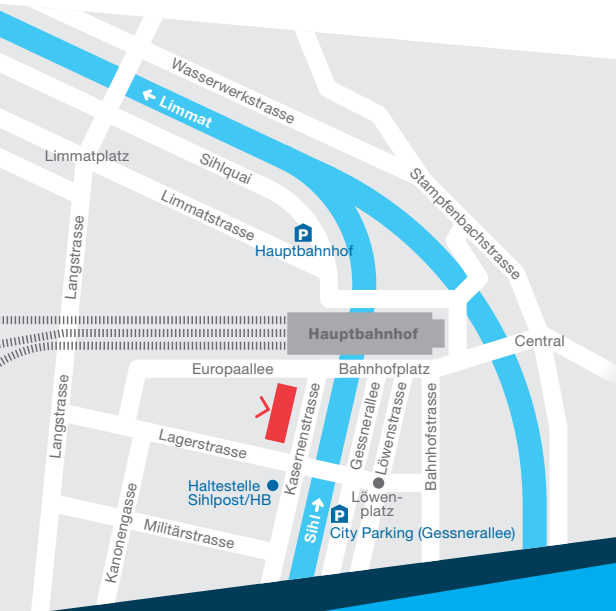 Wasserwerkstrasse
← Limmat
Limmatplatz
Sihlquai
Stampfenbachstrasse
Limmatstrasse
P
Hauptbahnhof
Langstrasse
Hauptbahnhof
Central
Europaallee
Bahnhofplatz
Langstrasse
Kasernenstrasse
Gessnerallee
Löwenstrasse
Bahnhofstrasse
Lagerstrasse
Haltestelle
Sihlpost/HB
Löwen-
platz
Kanonengasse
Militärstrasse
Sihl →
P
City Parking (Gessnerallee)